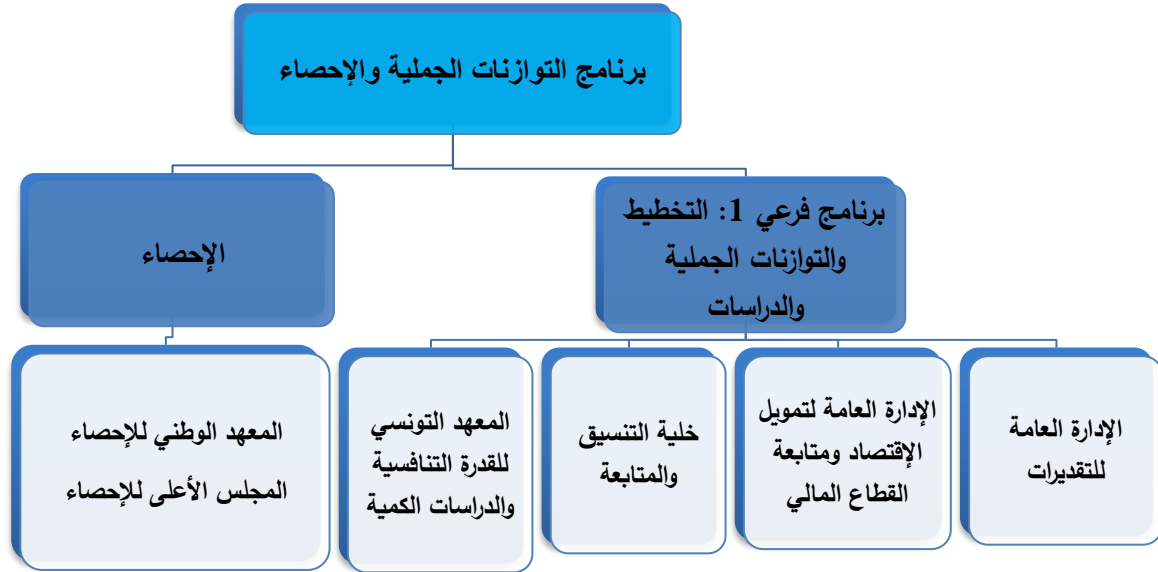 برنامج التوازنات الجملية والإحصاء
برنامج فرعي 1: التخطيط
والتوازنات الجملية
والدراسات
الإحصاء
الإدارة العامة
للتقديرات
الإدارة العامة لتمويل
الإقتصاد ومتابعة
القطاع المالي
خلية التنسيق
والمتابعة
المعهد التونسي
للقدرة التنافسية
والدراسات الكمية
المعهد الوطني للإحصاء
المجلس الأعلى للإحصاء